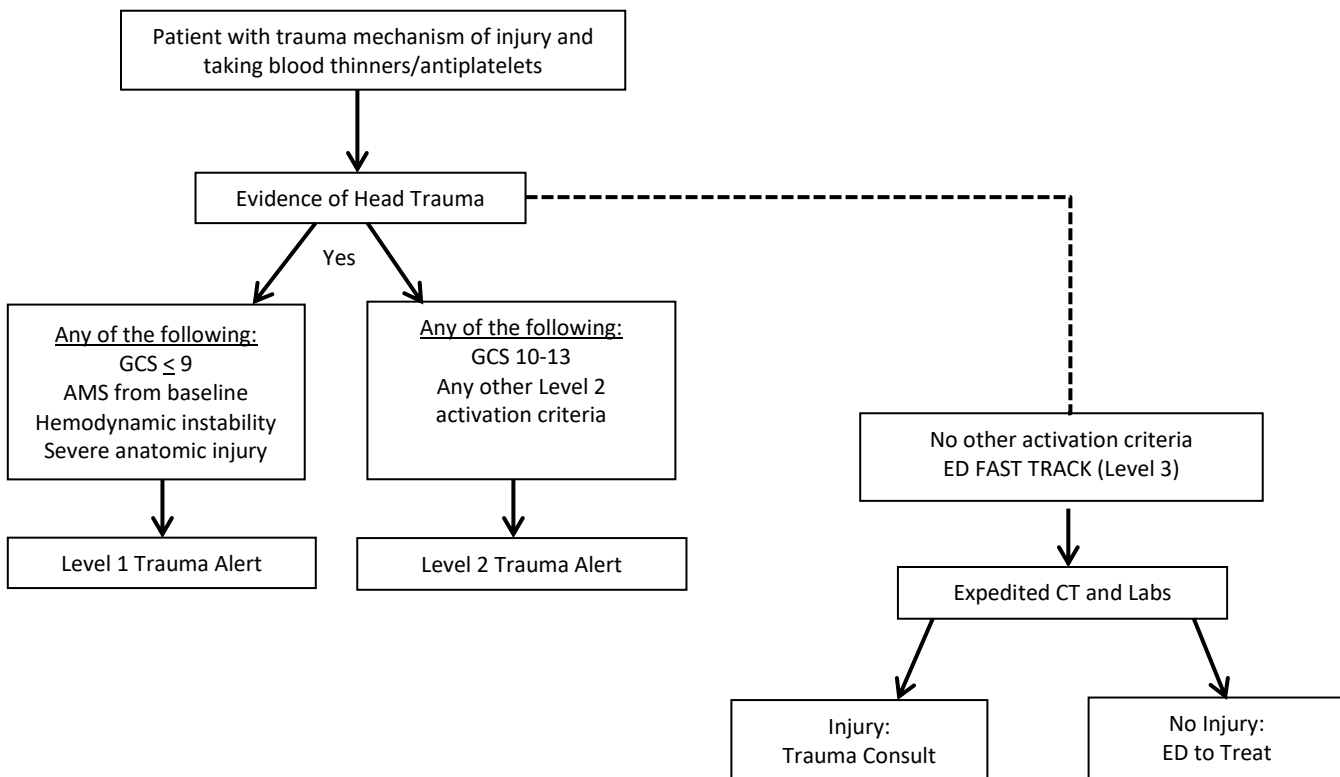 Patient with trauma mechanism of injury and
taking blood thinners/antiplatelets
Evidence of Head Trauma
Yes
Any of the following:
GCS < 9
AMS from baseline
Hemodynamic instability
Severe anatomic injury
Any of the following:
GCS 10-13
Any other Level 2
activation criteria
No other activation criteria
ED FAST TRACK (Level 3)
Level 1 Trauma Alert
Level 2 Trauma Alert
Expedited CT and Labs
Injury:
Trauma Consult
No Injury:
ED to Treat